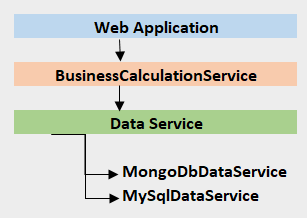 Web Application
BusinessCalculationService
Data Service
MongoDbDataService
MySqlDataService